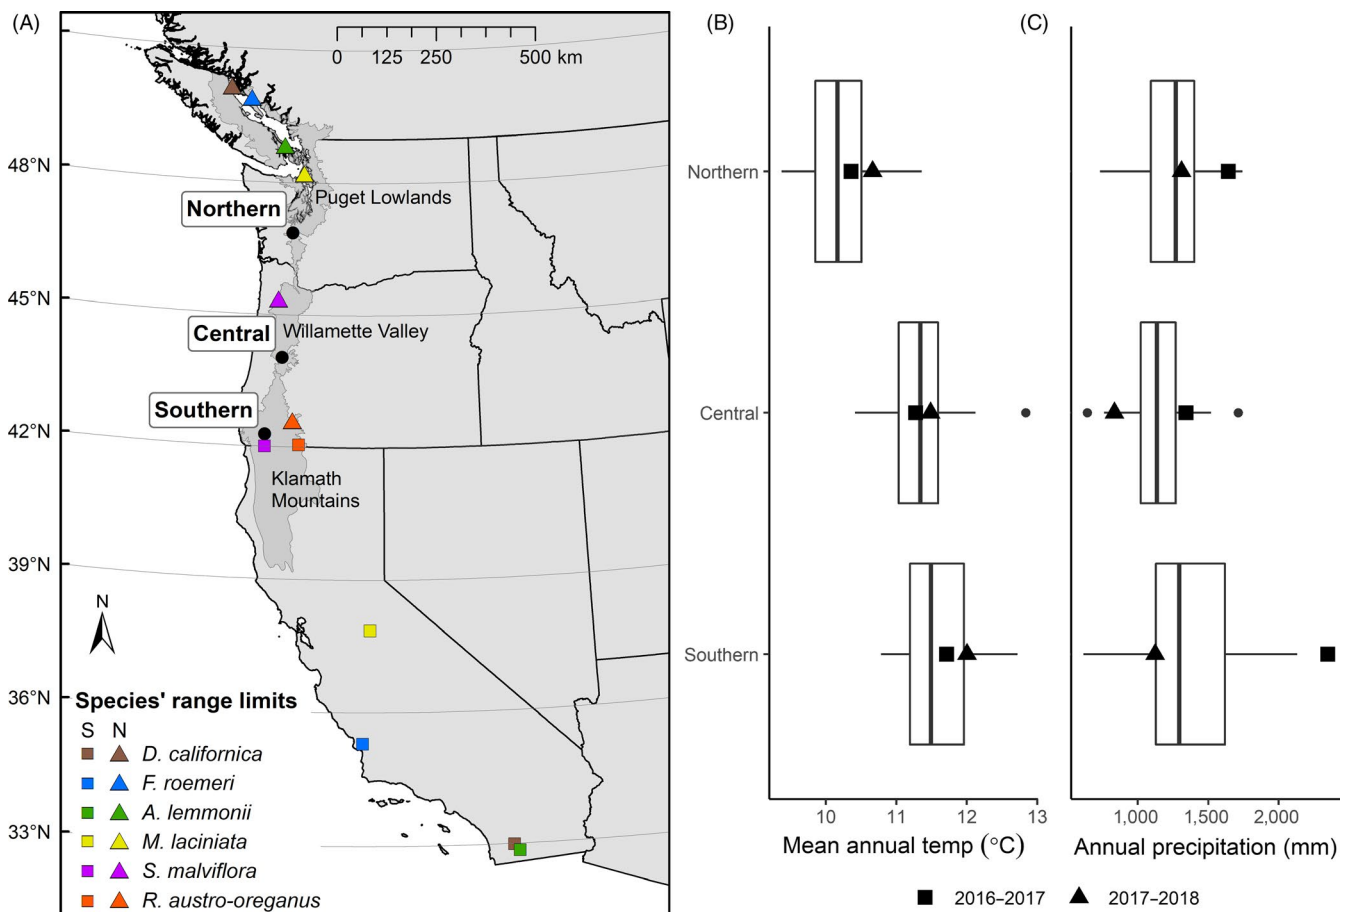 (A)
0 125 250 500 km
48°N
45°N
42°N
39°N
36°N
33°N
Northern
Puget Lowlands
Central
Willamette Valley
Southern
Klamath
Mountains
N
Species' range limits
S N
D. californica
F. roemeri
A. lemmonii
M. laciniata
S. malviflora
R. austro-oreganus
(B)
Northern
Central
Southern
10 11 12 13
Mean annual temp (°C)
(C)
1,000 1,500 2,000
Annual precipitation (mm)
2016–2017 2017–2018